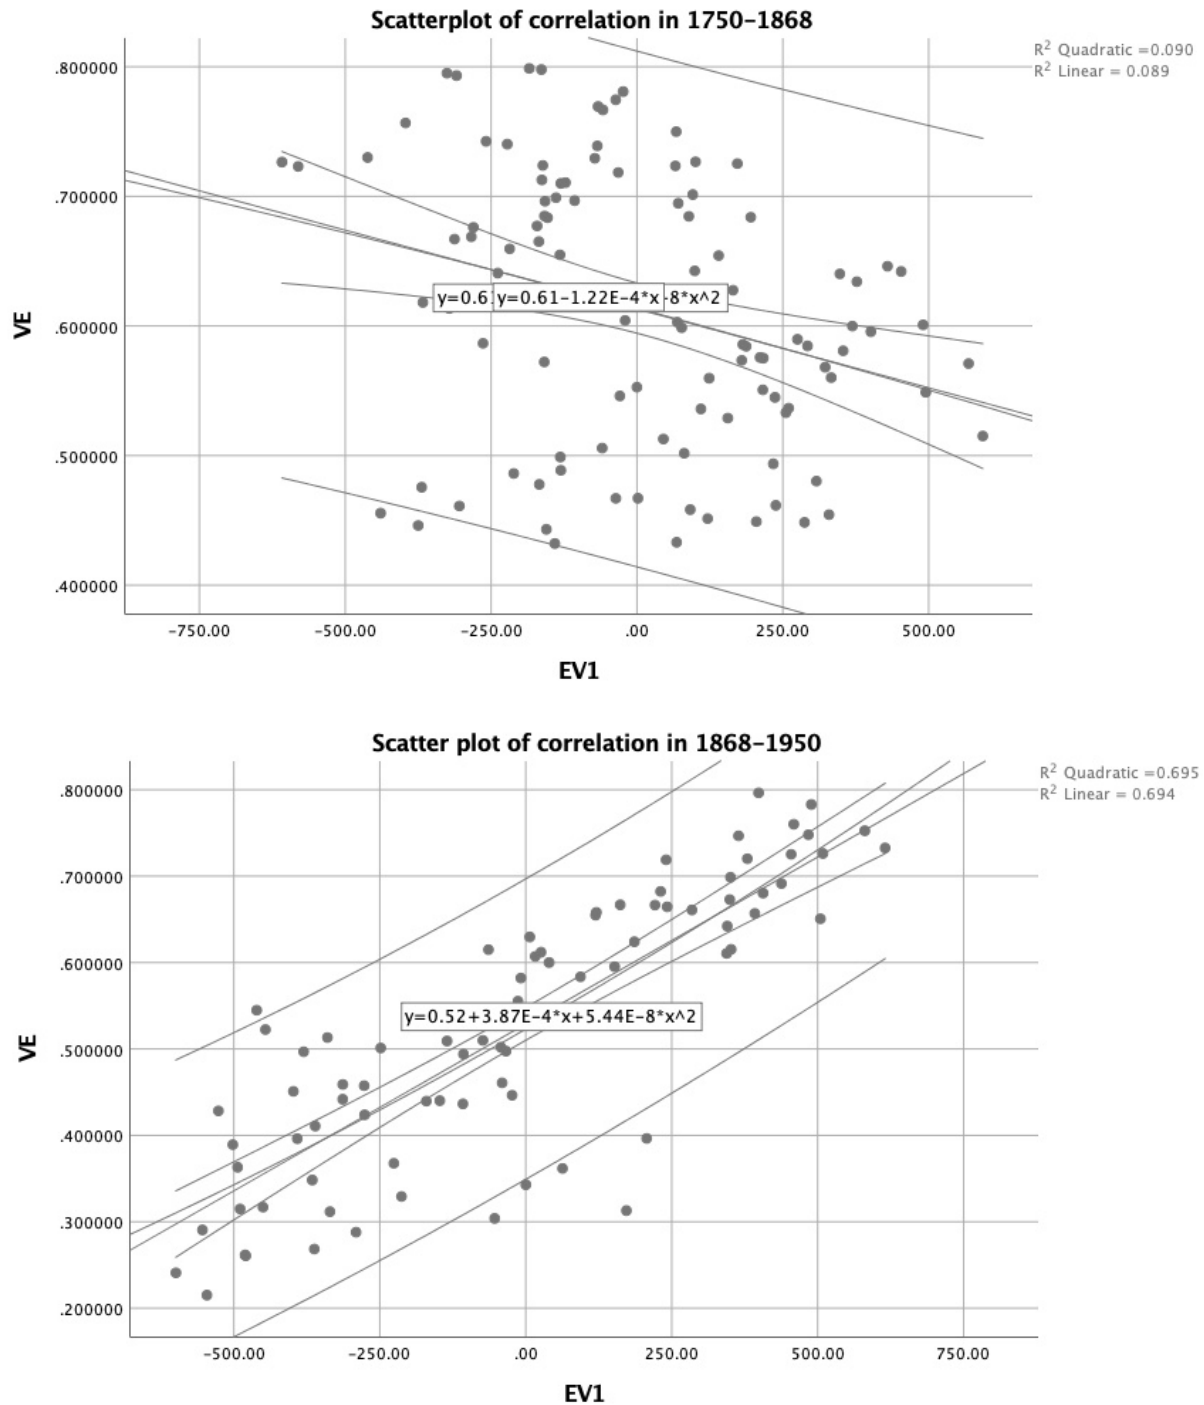 Scatterplot of correlation in 1750–1868
R² Quadratic =0.090
R² Linear = 0.089
.800000
.700000
.600000
.500000
.400000
VE
y=0.6
y=0.61−1.22E−4*x
-8*x^2
−750.00
−500.00
−250.00
.00
250.00
500.00
EV1
Scatter plot of correlation in 1868–1950
R² Quadratic =0.695
R² Linear = 0.694
.800000
.700000
.600000
.500000
.400000
.300000
.200000
VE
y=0.52+3.87E−4*x+5.44E−8*x^2
−500.00
−250.00
.00
250.00
500.00
750.00
EV1